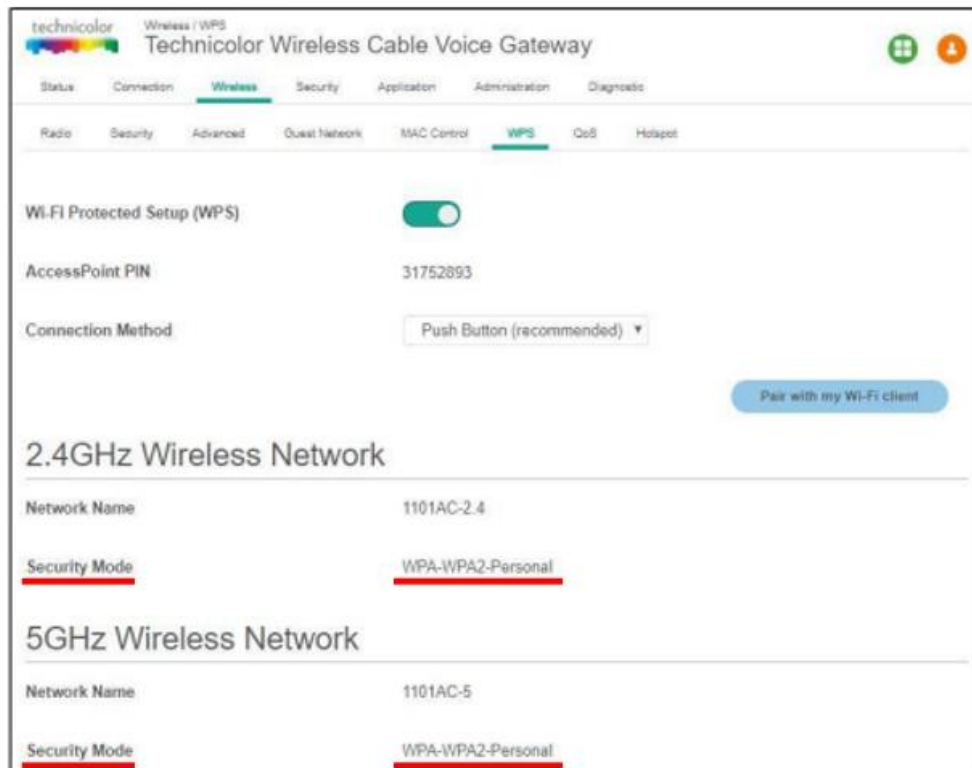 technicolor
Wireless / WPS
Technicolor Wireless Cable Voice Gateway
Status Connection Wireless Security Application Administration Diagnostic
Radio Security Advanced Guest Network MAC Control WPS QoS Hotspot
Wi-Fi Protected Setup (WPS)
AccessPoint PIN 31752893
Connection Method Push Button (recommended)
Pair with my Wi-Fi client
2.4GHz Wireless Network
Network Name 1101AC-2.4
Security Mode WPA-WPA2-Personal
5GHz Wireless Network
Network Name 1101AC-5
Security Mode WPA-WPA2-Personal